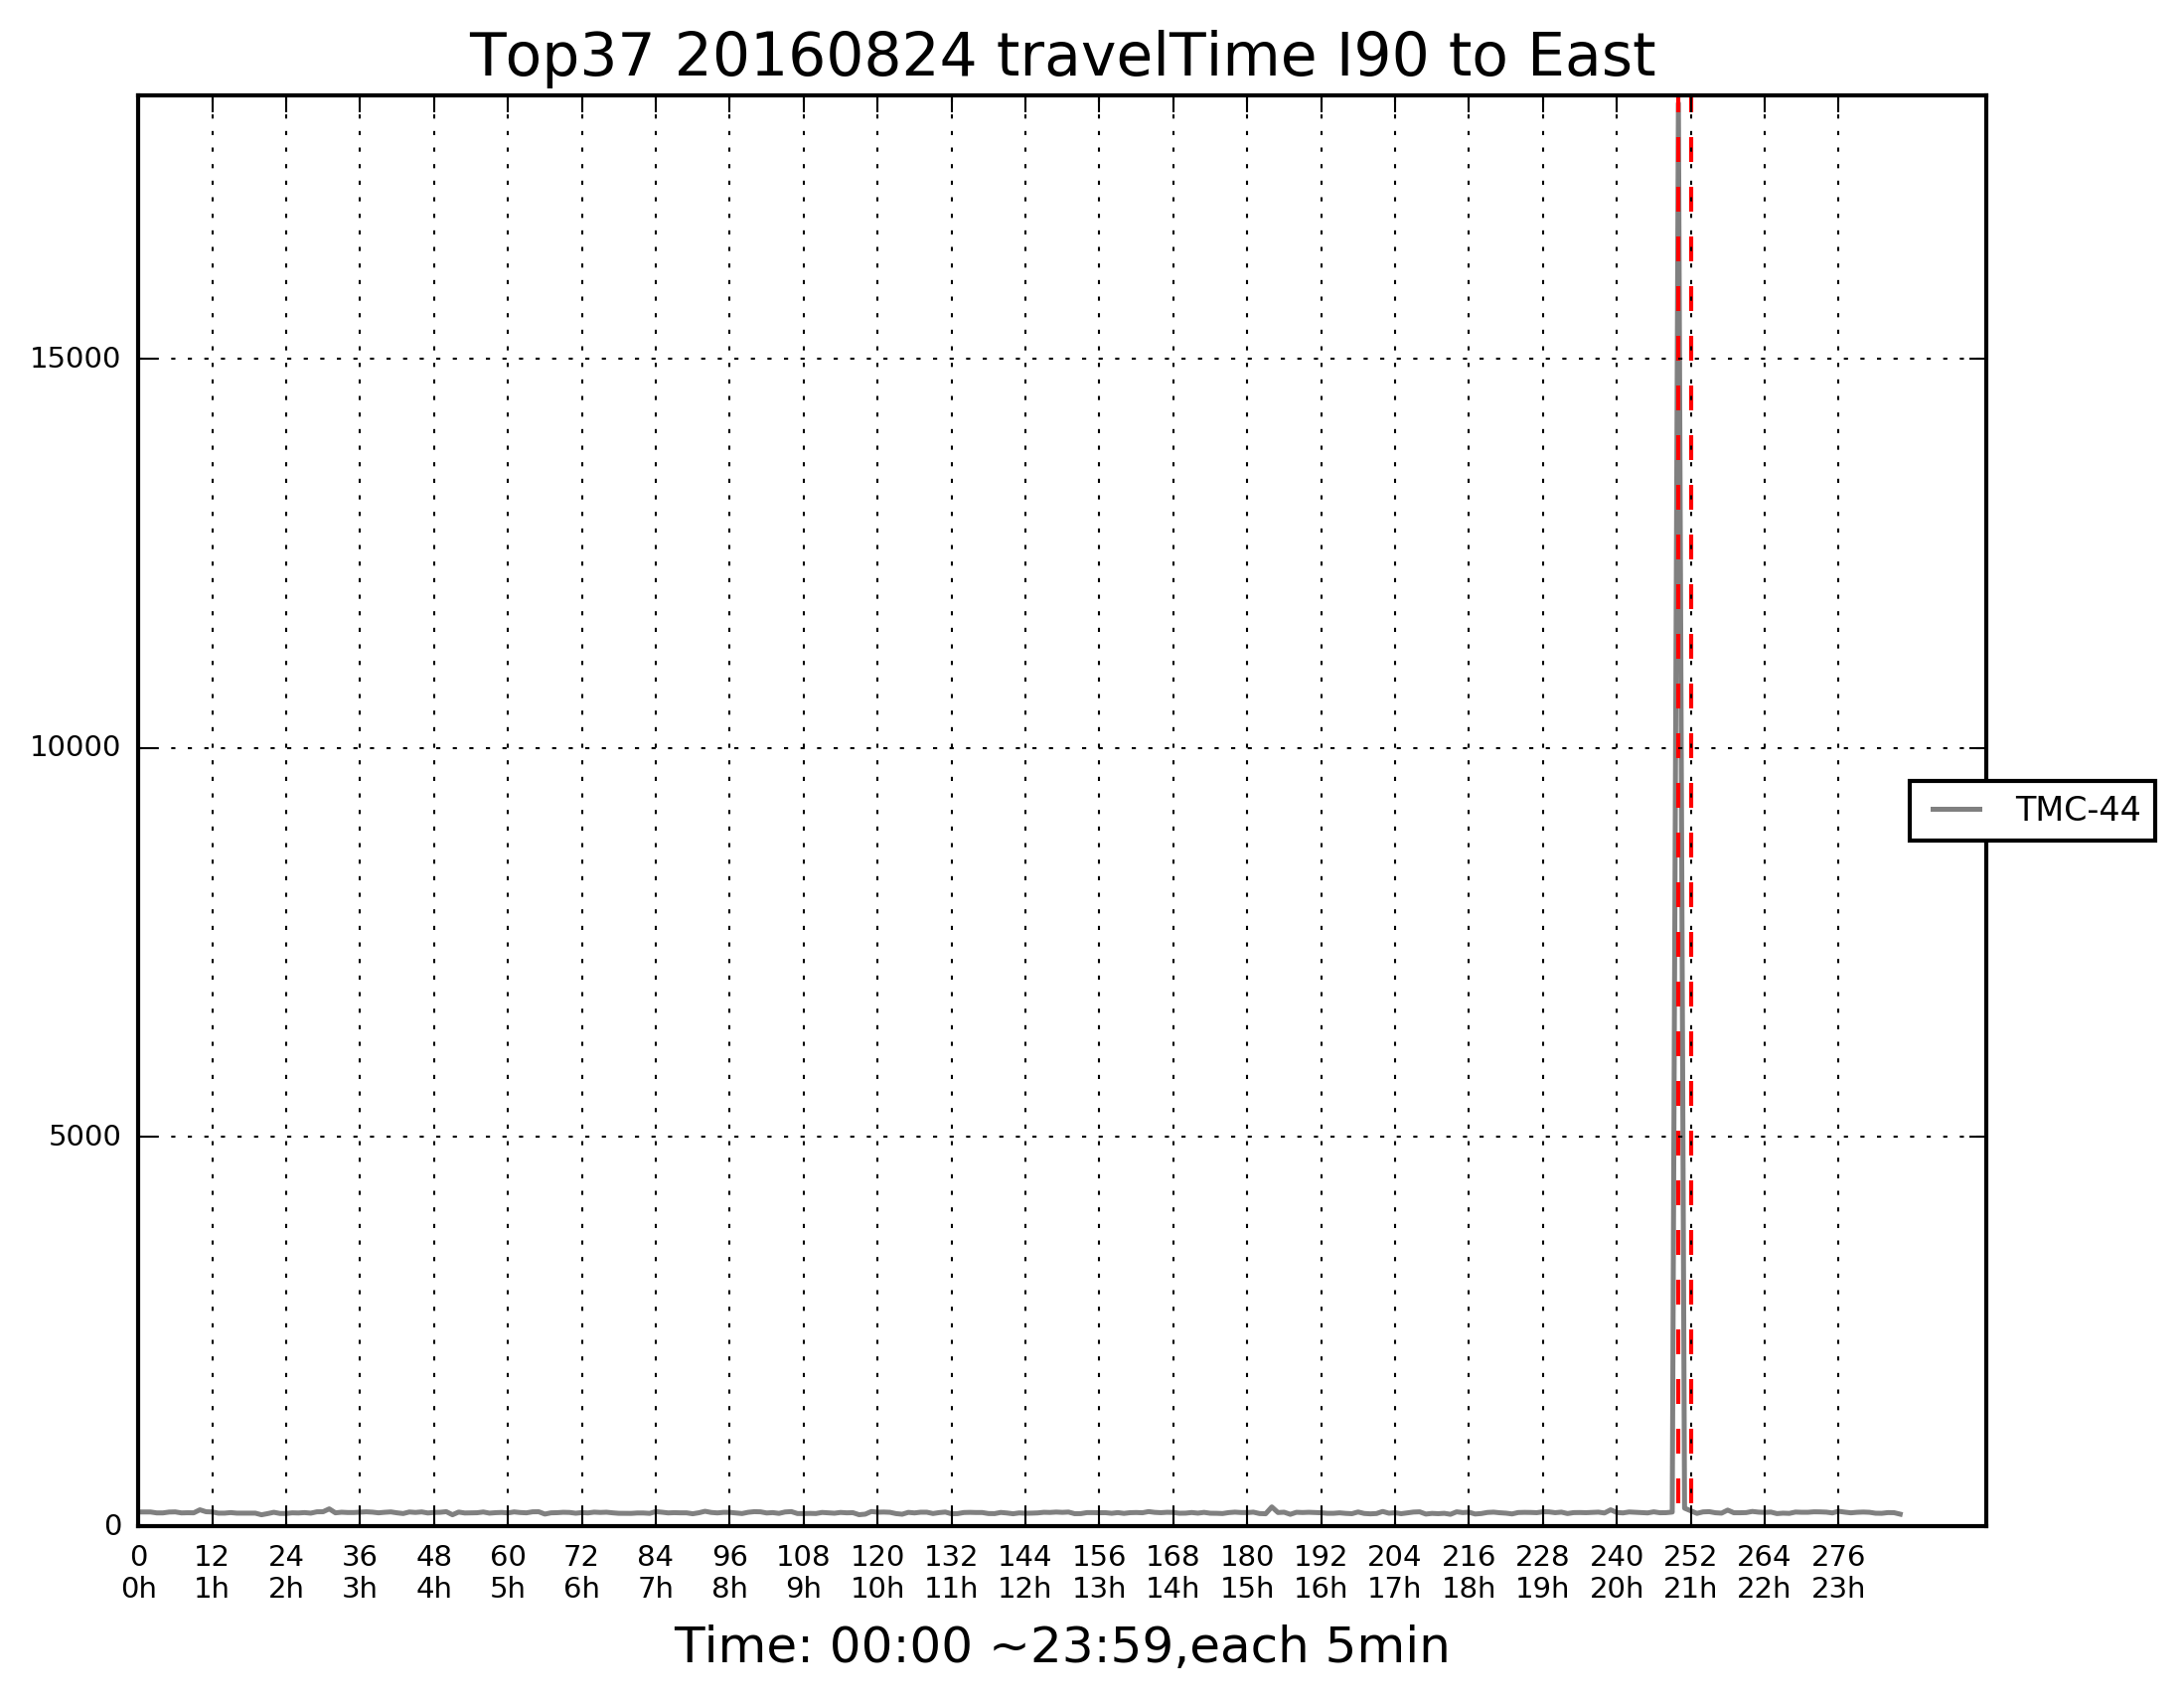 Top37 20160824 travelTime I90 to East
15000
10000
TMC-44
5000
0
0 12 24 36 48 60 72 84 96 108 120 132 144 156 168 180 192 204 216 228 240 252 264 276
0h 1h 2h 3h 4h 5h 6h 7h 8h 9h 10h 11h 12h 13h 14h 15h 16h 17h 18h 19h 20h 21h 22h 23h
Time: 00:00 ~23:59,each 5min